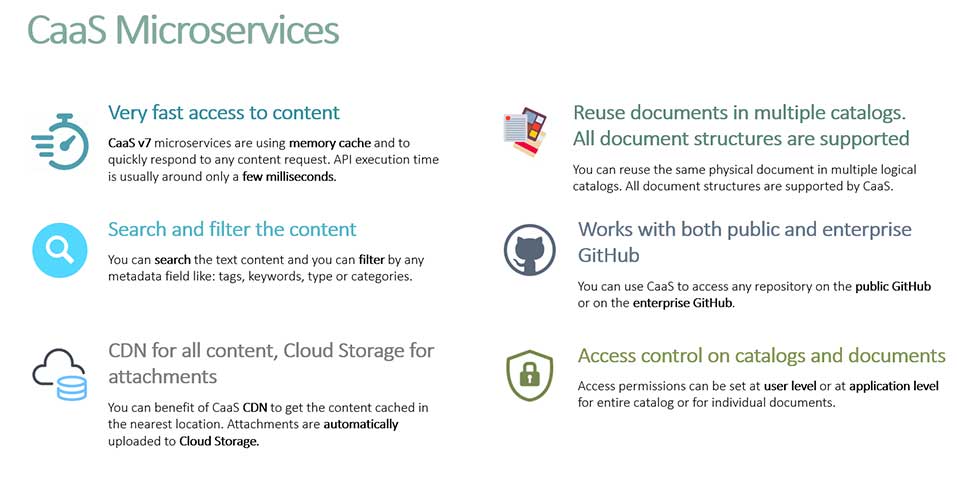 CaaS Microservices
Very fast access to content
CaaS v7 microservices are using memory cache and to
quickly respond to any content request. API execution time
is usually around only a few milliseconds.
Search and filter the content
You can search the text content and you can filter by any
metadata field like: tags, keywords, type or categories.
CDN for all content, Cloud Storage for
attachments
You can benefit of CaaS CDN to get the content cached in
the nearest location. Attachments are automatically
uploaded to Cloud Storage.
Reuse documents in multiple catalogs.
All document structures are supported
You can reuse the same physical document in multiple logical
catalogs. All document structures are supported by CaaS.
Works with both public and enterprise
GitHub
You can use CaaS to access any repository on the public GitHub
or on the enterprise GitHub.
Access control on catalogs and documents
Access permissions can be set at user level or at application level
for entire catalog or for individual documents.